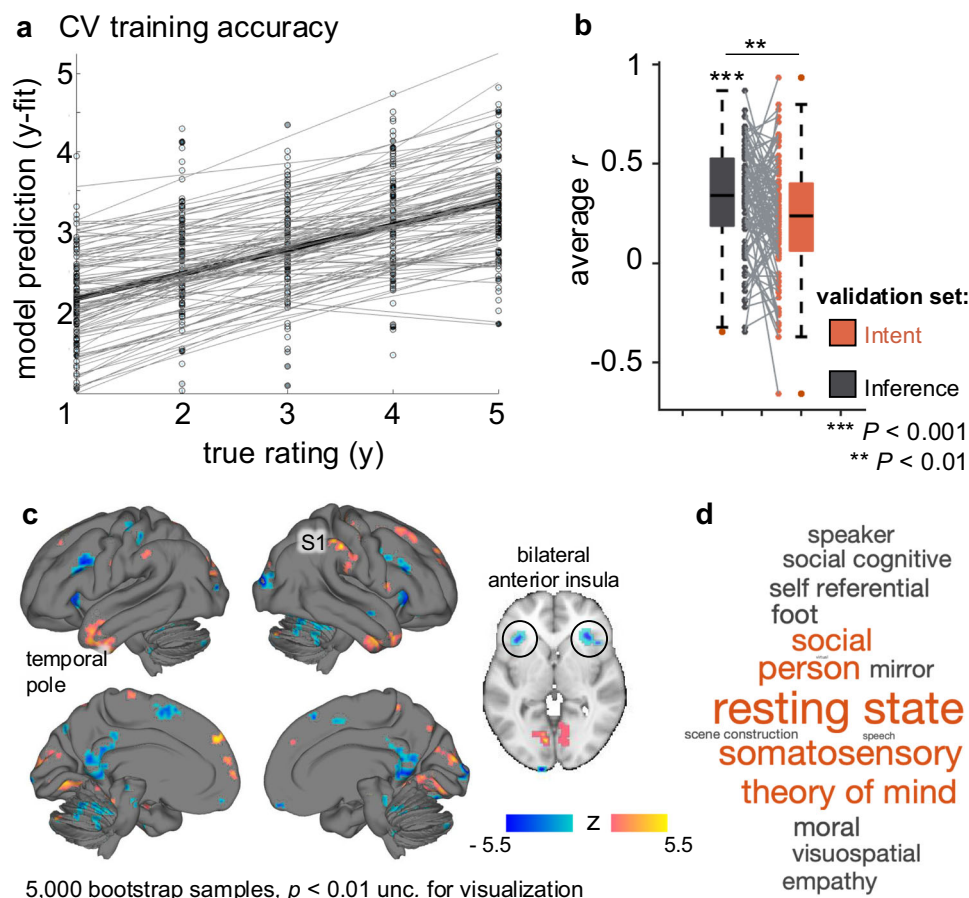 a CV training accuracy
5
4
3
2
1
2
3
4
5
model prediction (y-fit)
true rating (y)
b
**
***
1
0.5
0
-0.5
average r
validation set:
Intent
Inference
*** P < 0.001
** P < 0.01
c
S1
temporal
pole
bilateral
anterior insula
- 5.5
z
5.5
5,000 bootstrap samples, p < 0.01 unc. for visualization
d
speaker
social cognitive
self referential
foot
social
person mirror
resting state
scene construction speech
somatosensory
theory of mind
moral
visuospatial
empathy